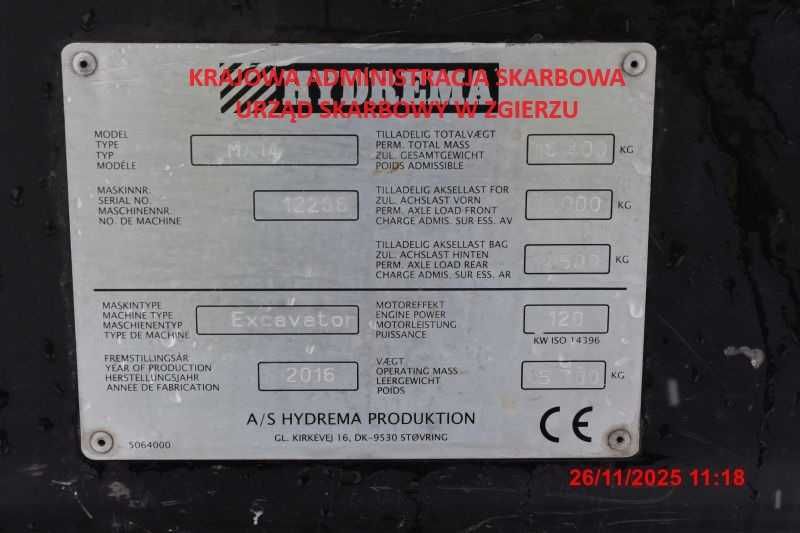 KRAJOWA ADMINISTRACJA SKARBOWA
HYDREMA
URZĄD SKARBOWY W ZGIERZU
MODEL
TYPE
TYP
MODÉLE
TILLADELIG TOTALVÆGT
PERM. TOTAL MASS
ZUL. GESAMTGEWICHT
POIDS ADMISSIBLE
KG
MASKINNR.
SERIAL NO.
MASCHINENNR.
NO. DE MACHINE
12256
TILLADELIG AKSELLAST FOR
ZUL. ACHSLAST VORN
PERM. AXLE LOAD FRONT
CHARGE ADMIS. SUR ESS. AV
KG
TILLADELIG AKSELLAST BAG
ZUL. ACHSLAST HINTEN
PERM. AXLE LOAD REAR
CHARGE ADMIS. SUR ESS. AR
KG
MASKINTYPE
MACHINE TYPE
MASCHIENENTYP
TYPE DE MACHINE
Excavator
MOTOREFFEKT
ENGINE POWER
MOTORLEISTUNG
PUISSANCE
120
KW ISO 14396
FREMSTILLINGSÅR
YEAR OF PRODUCTION
HERSTELLUNGSJAHR
ANNEE DE FABRICATION
2016
VÆGT
OPERATING MASS
LEERGEWICHT
POIDS
KG
A/S HYDREMA PRODUKTION
GL. KIRKEVEJ 16, DK-9530 STØVRING
CE
5064000
26/11/2025 11:18